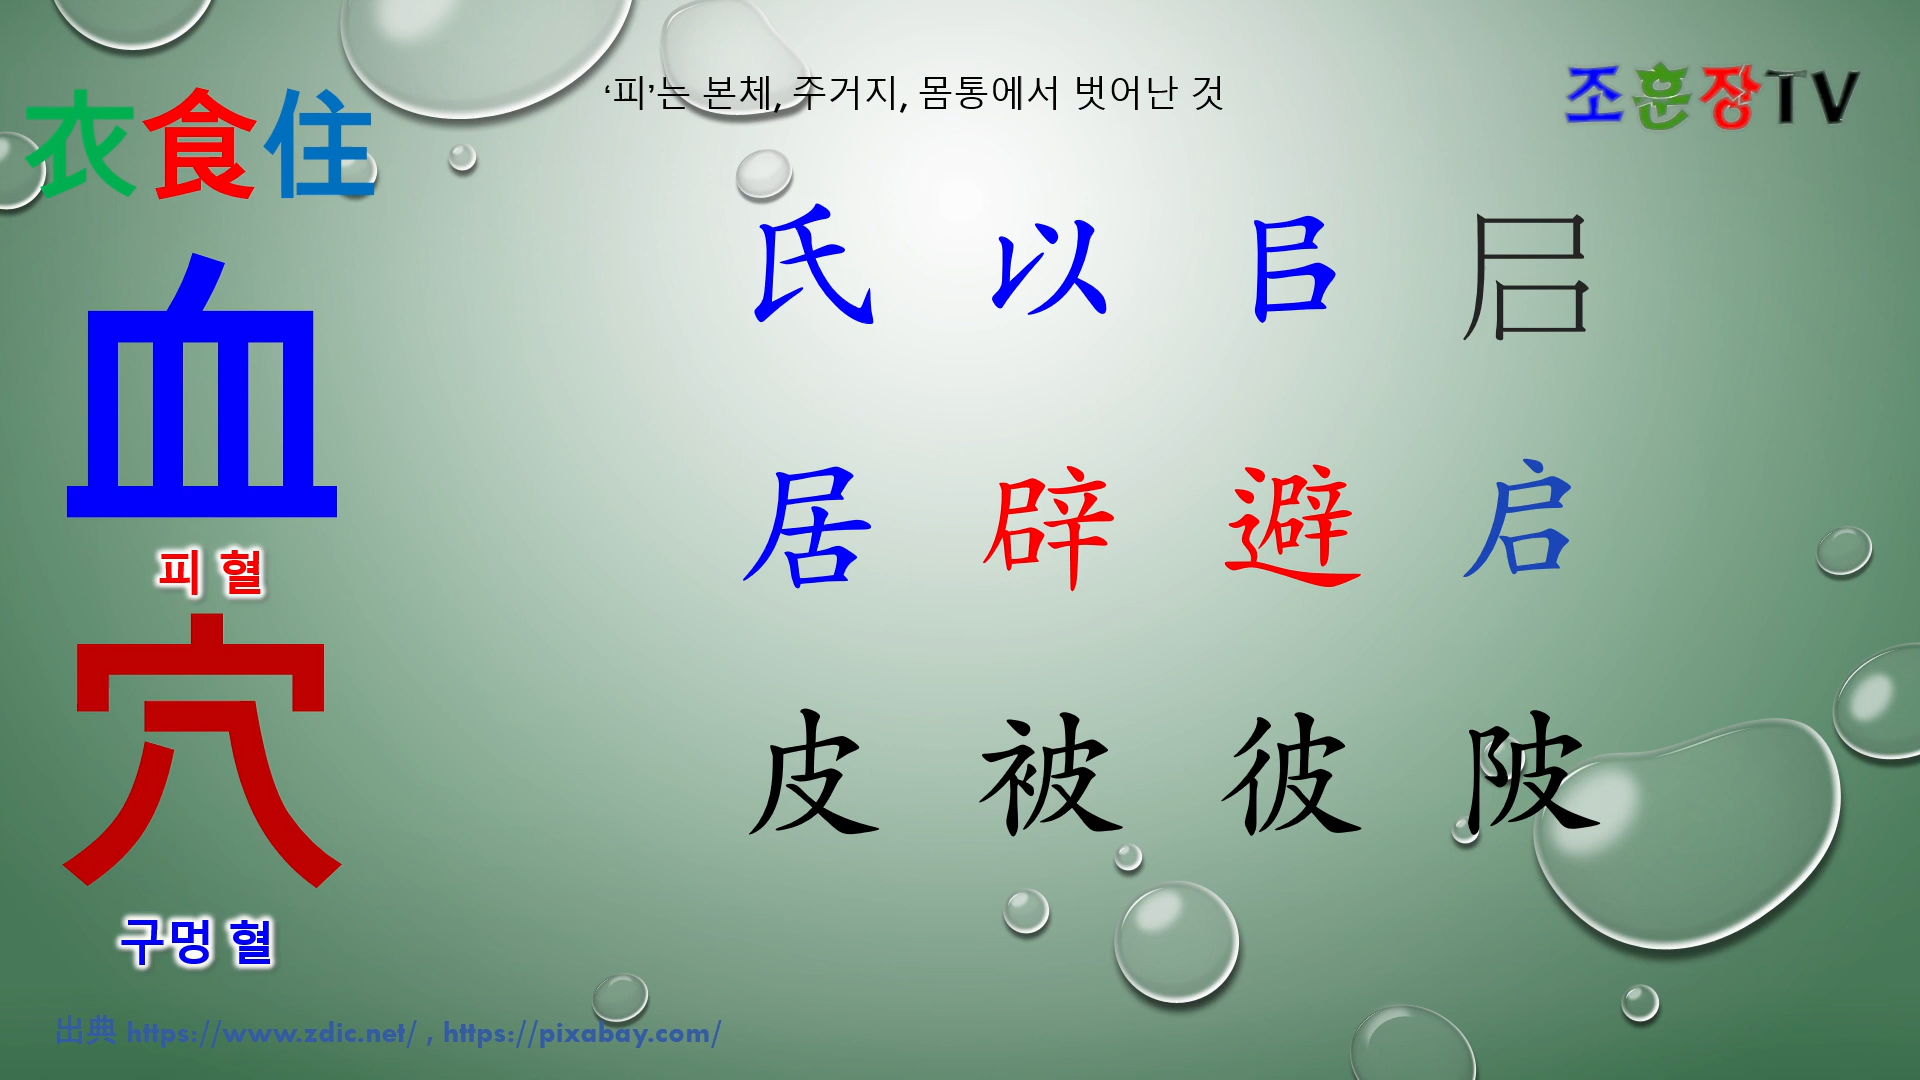 ‘피’는 본체, 주거지, 몸통에서 벗어난 것
조훈장TV
衣食住
血
피 혈
穴
구멍 혈
氏 以 㠯 𠩺
居 辟 避 启
皮 被 彼 陂
出典 https://www.zdic.net/ , https://pixabay.com/